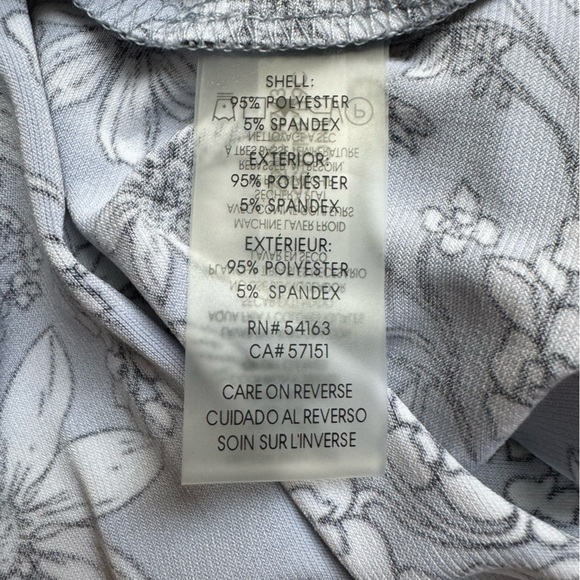 SHELL:
95% POLYESTER
5% SPANDEX
EXTERIOR:
95% POLIÉSTER
5% SPANDEX
EXTÉRIEUR:
95% POLYESTER
5% SPANDEX
RN# 54163
CA# 57151
CARE ON REVERSE
CUIDADO AL REVERSO
SOIN SUR L'INVERSE